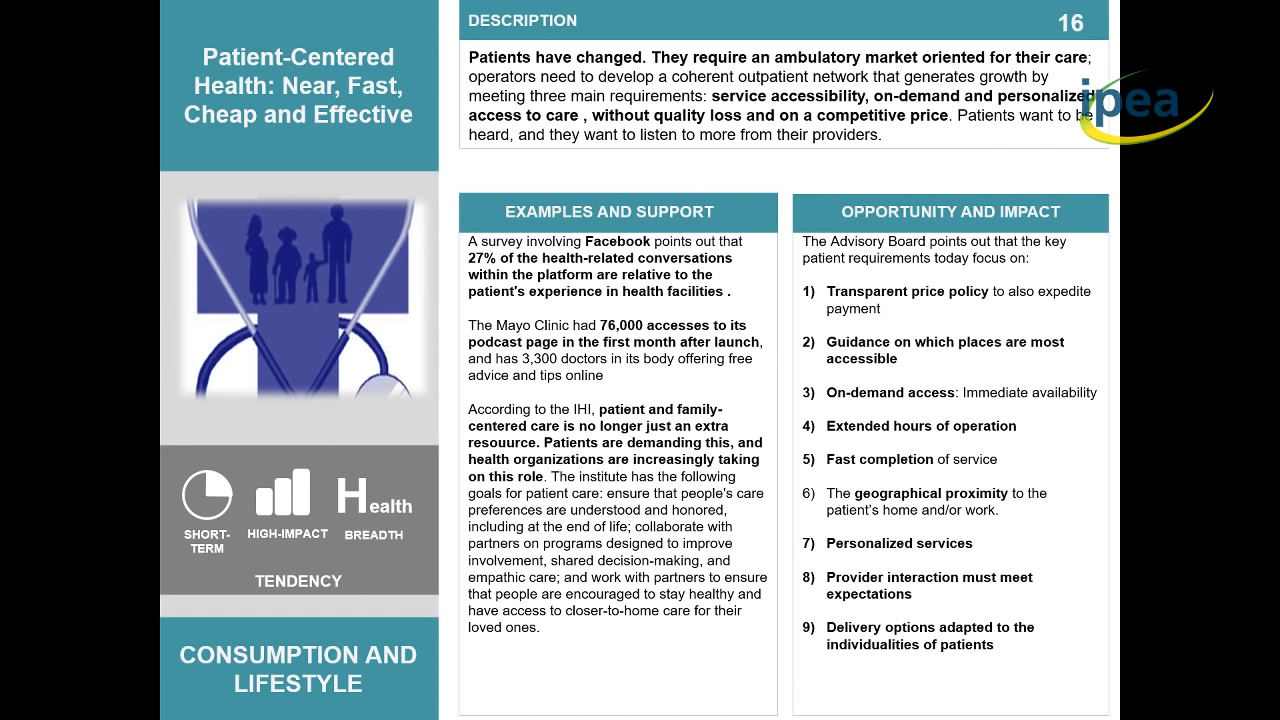 Patient-Centered
Health: Near, Fast,
Cheap and Effective
SHORT-
TERM
HIGH-IMPACT
Health
BREADTH
TENDENCY
CONSUMPTION AND
LIFESTYLE
DESCRIPTION
16
Patients have changed. They require an ambulatory market oriented for their care;
operators need to develop a coherent outpatient network that generates growth by
meeting three main requirements: service accessibility, on-demand and personalized
access to care , without quality loss and on a competitive price. Patients want to be
heard, and they want to listen to more from their providers.
ipea
EXAMPLES AND SUPPORT
A survey involving Facebook points out that
27% of the health-related conversations
within the platform are relative to the
patient's experience in health facilities .
The Mayo Clinic had 76,000 accesses to its
podcast page in the first month after launch,
and has 3,300 doctors in its body offering free
advice and tips online
According to the IHI, patient and family-
centered care is no longer just an extra
resouurce. Patients are demanding this, and
health organizations are increasingly taking
on this role. The institute has the following
goals for patient care: ensure that people's care
preferences are understood and honored,
including at the end of life; collaborate with
partners on programs designed to improve
involvement, shared decision-making, and
empathic care; and work with partners to ensure
that people are encouraged to stay healthy and
have access to closer-to-home care for their
loved ones.
OPPORTUNITY AND IMPACT
The Advisory Board points out that the key
patient requirements today focus on:
1) Transparent price policy to also expedite
payment
2) Guidance on which places are most
accessible
3) On-demand access: Immediate availability
4) Extended hours of operation
5) Fast completion of service
6) The geographical proximity to the
patient's home and/or work.
7) Personalized services
8) Provider interaction must meet
expectations
9) Delivery options adapted to the
individualities of patients